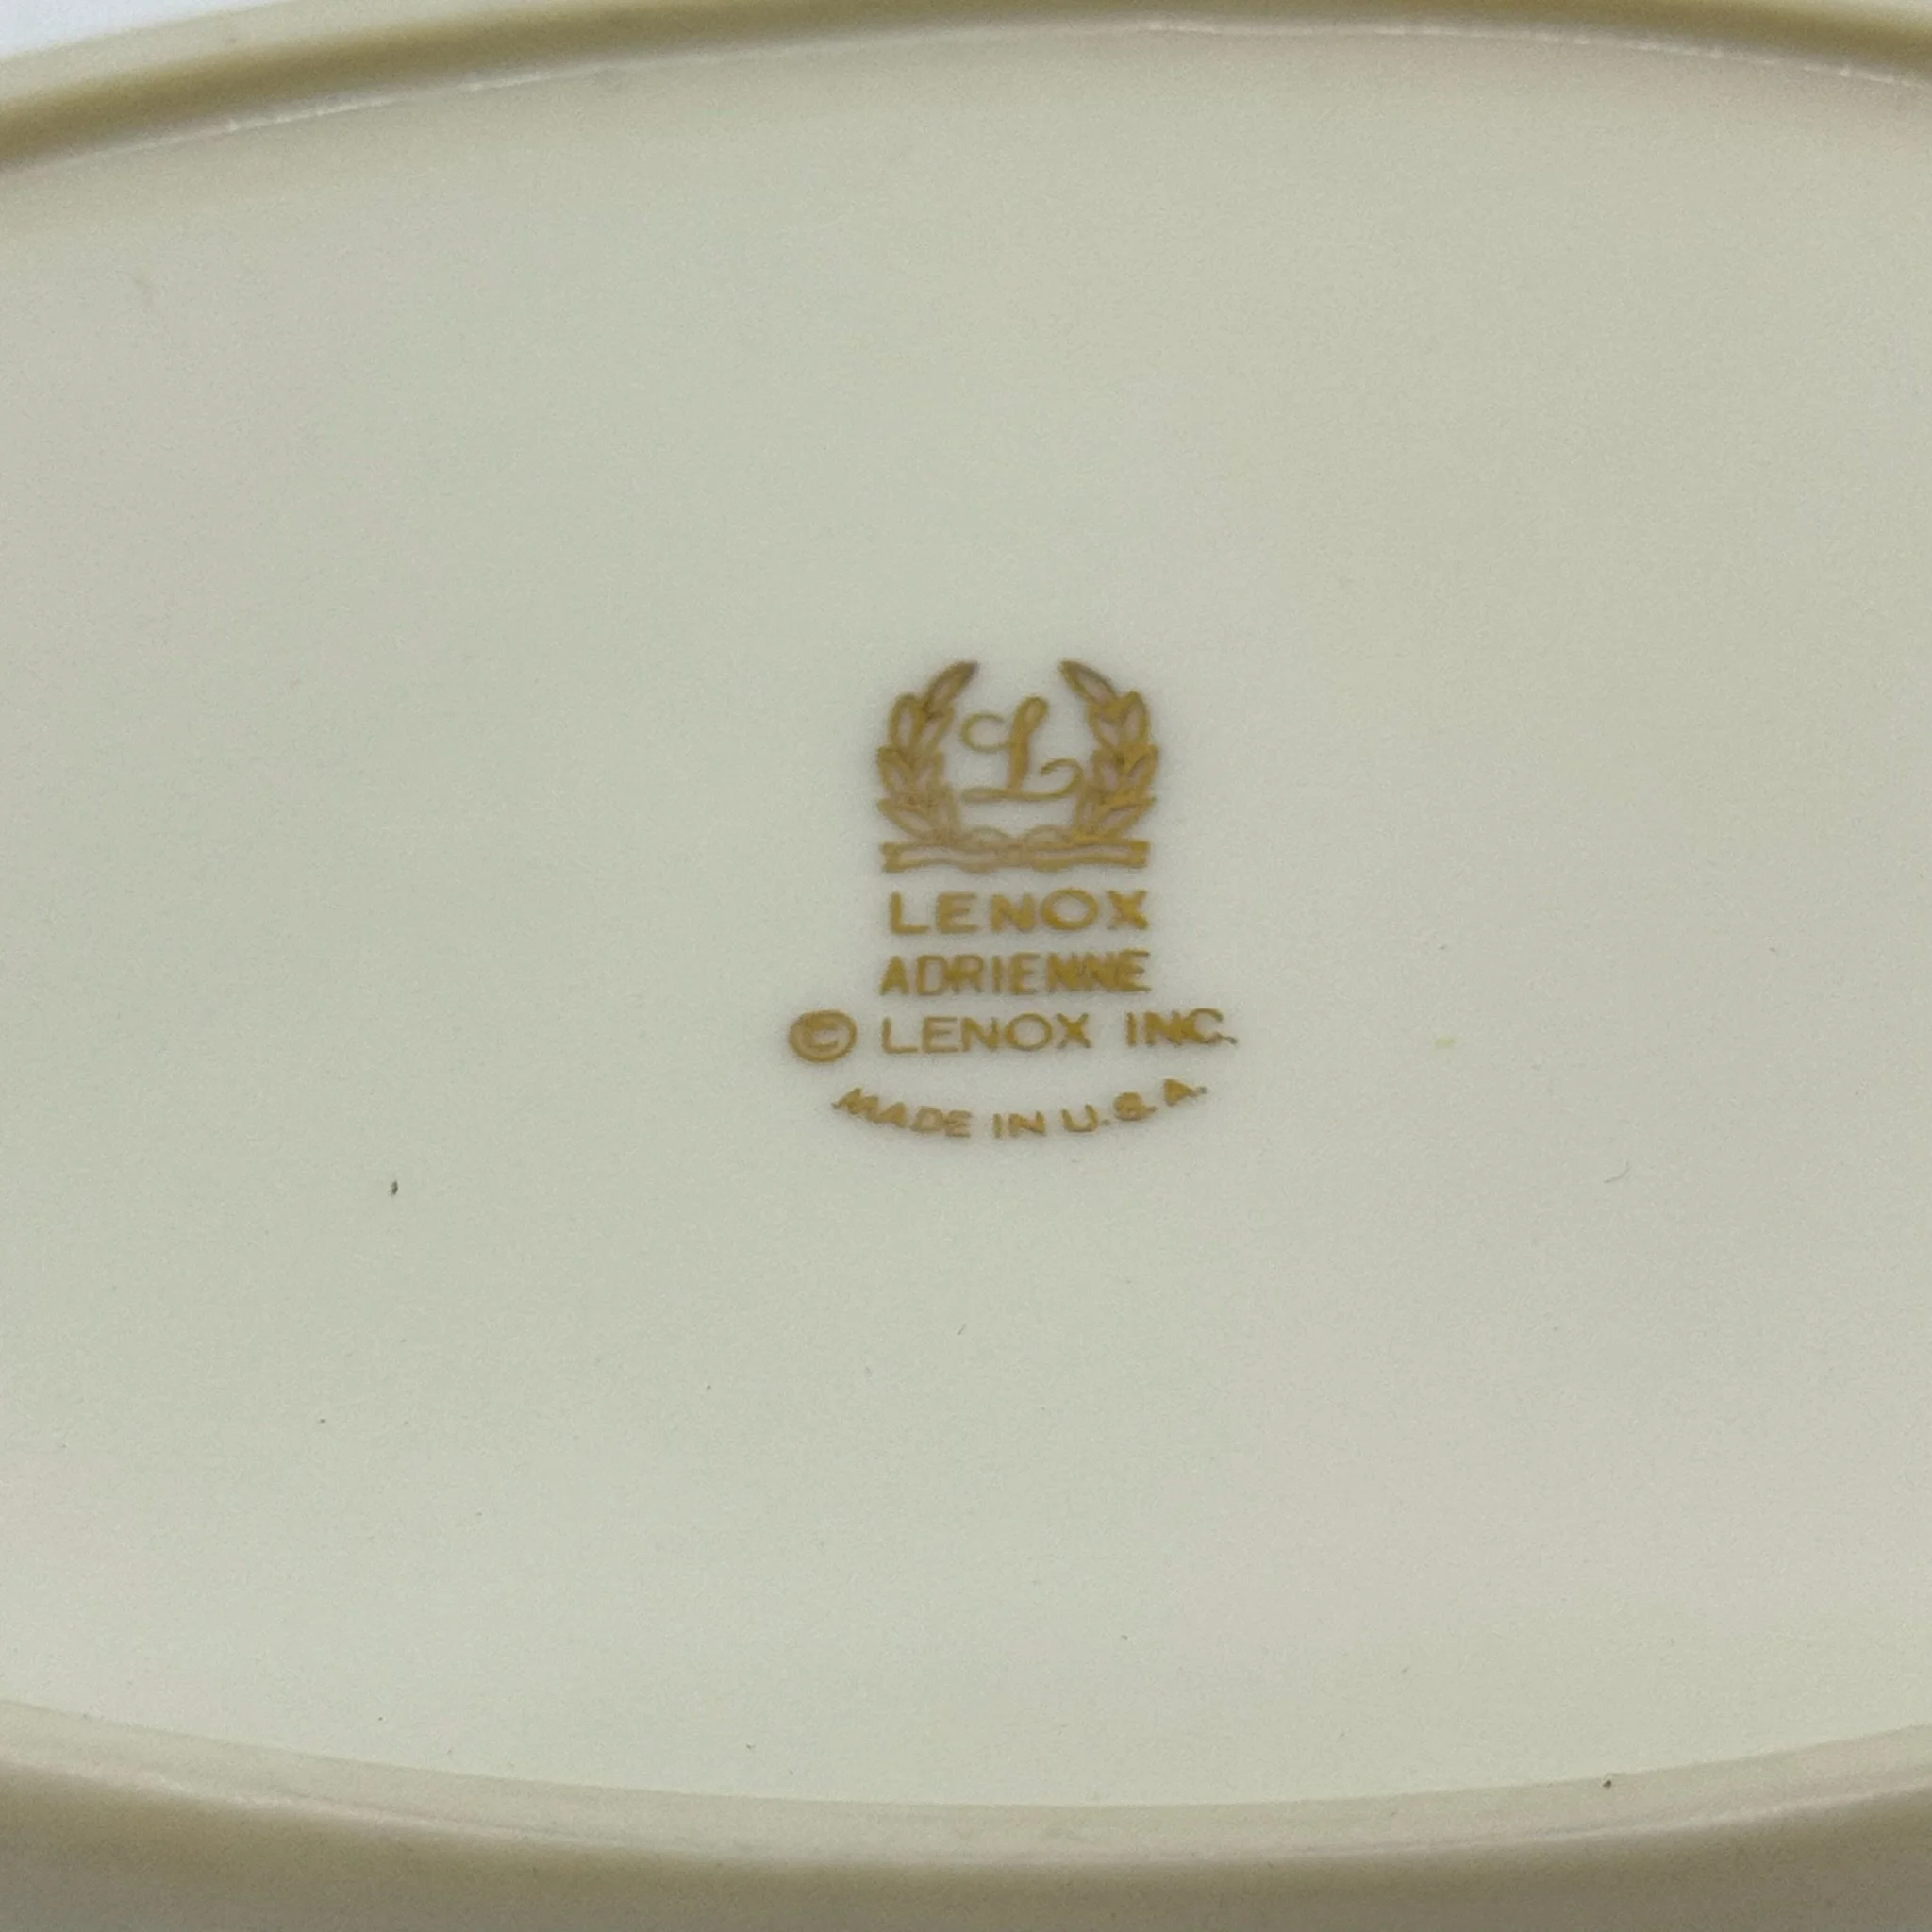 L
LENOX
ADRIENNE
© LENOX INC.
MADE IN U.S.A.